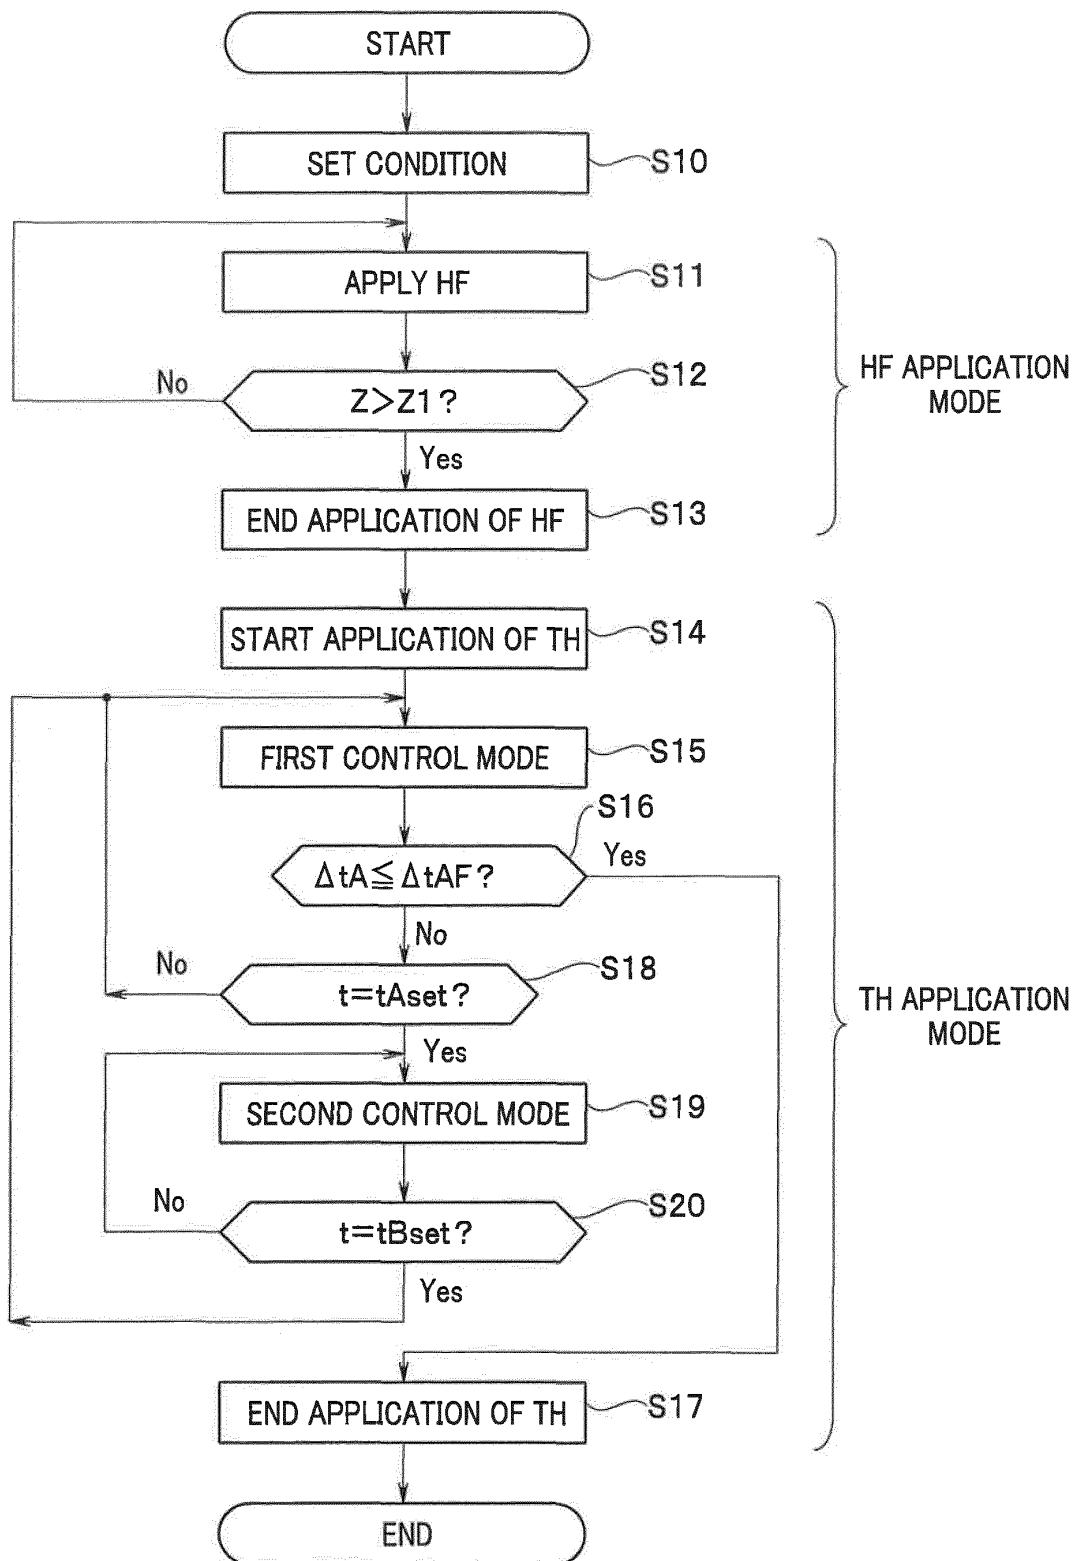 START
SET CONDITION
S10
APPLY HF
S11
No
Z>Z1?
S12
HF APPLICATION
MODE
Yes
END APPLICATION OF HF
S13
START APPLICATION OF TH
S14
FIRST CONTROL MODE
S15
S16
ΔtA≦ΔtAF?
Yes
No
No
t=tAset?
S18
TH APPLICATION
MODE
Yes
SECOND CONTROL MODE
S19
No
t=tBset?
S20
Yes
END APPLICATION OF TH
S17
END